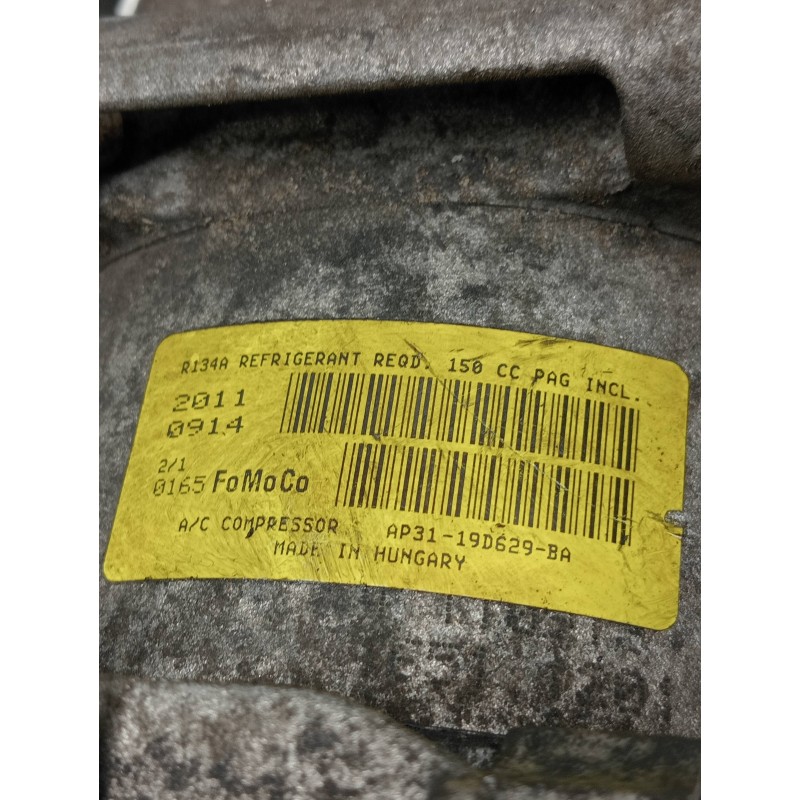 R134A REFRIGERANT REQD. 150 CC PAG INCL.
2011
0914
2/1
0165 FoMoCo
A/C COMPRESSOR AP31-19D629-BA
MADE IN HUNGARY